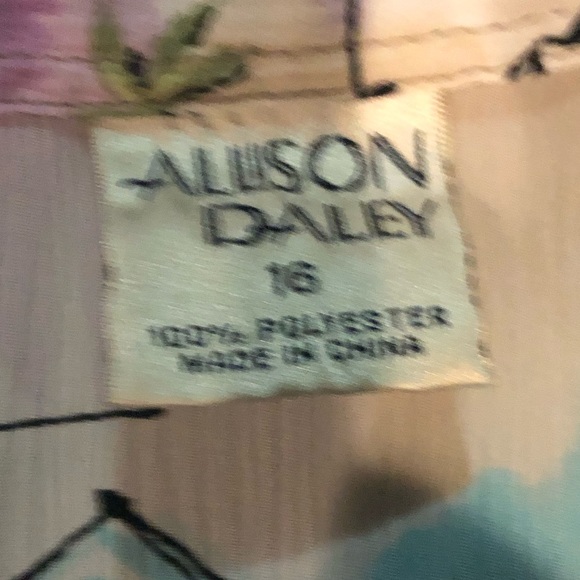 ALLISON
DALEY
16
100% POLYESTER
MADE IN CHINA